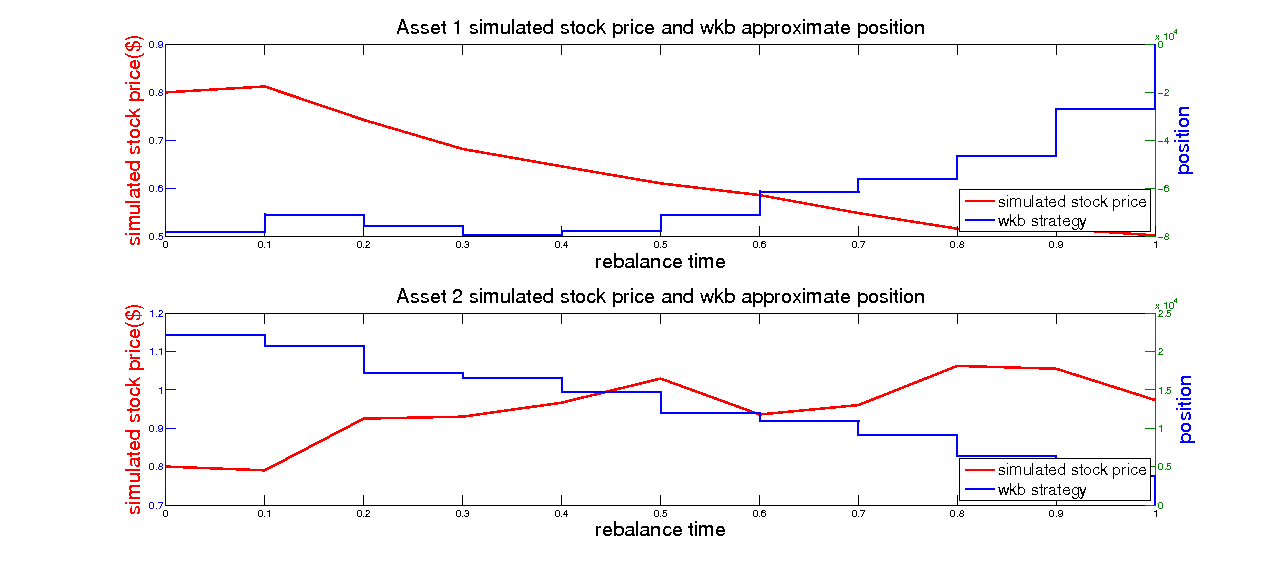 Asset 1 simulated stock price and wkb approximate position
simulated stock price($)
0.9
0.8
0.7
0.6
0.5
x 10^4
0
-2
-4
-6
-8
position
simulated stock price
wkb strategy
0 0.1 0.2 0.3 0.4 0.5 0.6 0.7 0.8 0.9 1
rebalance time
Asset 2 simulated stock price and wkb approximate position
simulated stock price($)
1.2
1.1
1
0.9
0.8
0.7
x 10^4
2.5
2
1.5
1
0.5
0
position
simulated stock price
wkb strategy
0 0.1 0.2 0.3 0.4 0.5 0.6 0.7 0.8 0.9 1
rebalance time